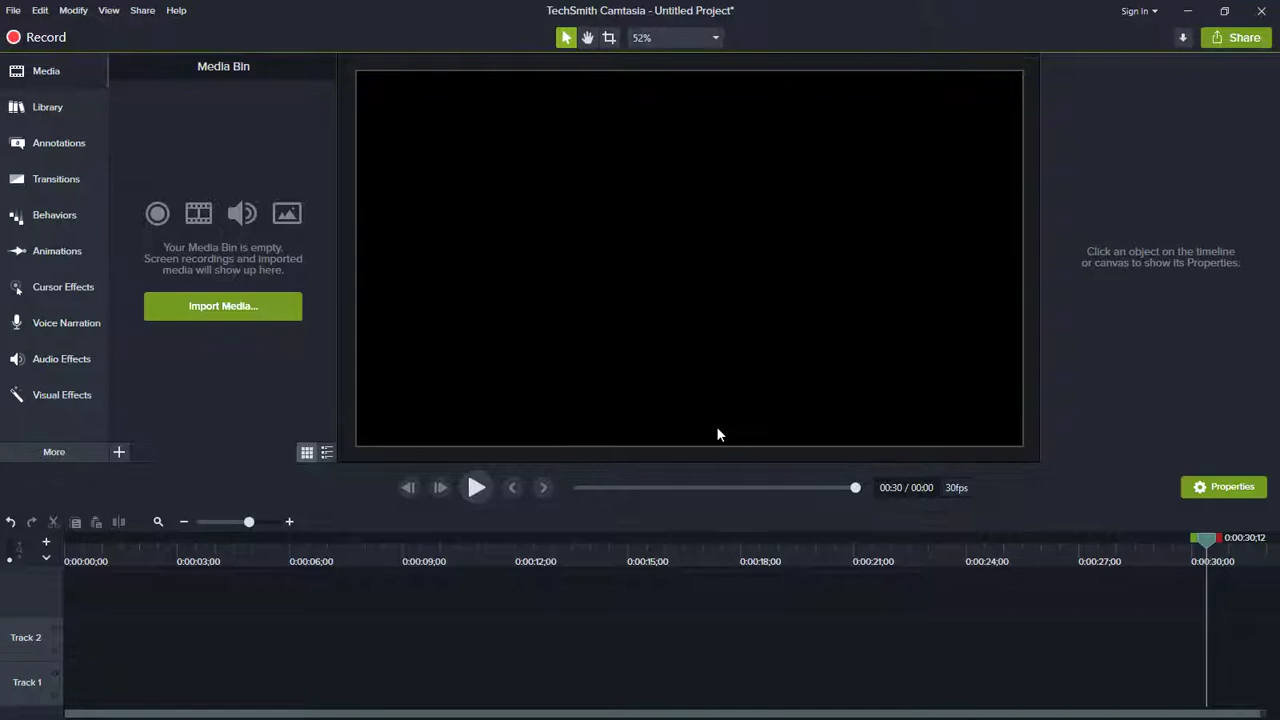 File Edit Modify View Share Help
TechSmith Camtasia - Untitled Project*
Sign In
Record
52%
Share
Media
Library
Annotations
Transitions
Behaviors
Animations
Cursor Effects
Voice Narration
Audio Effects
Visual Effects
More
Media Bin
Your Media Bin is empty.
Screen recordings and imported
media will show up here.
Import Media...
Click an object on the timeline
or canvas to show its Properties.
00:30 / 00:00 30fps
Properties
0:00:30;12
0:00:00;00 0:00:03;00 0:00:06;00 0:00:09;00 0:00:12;00 0:00:15;00 0:00:18;00 0:00:21;00 0:00:24;00 0:00:27;00 0:00:30;00
Track 2
Track 1